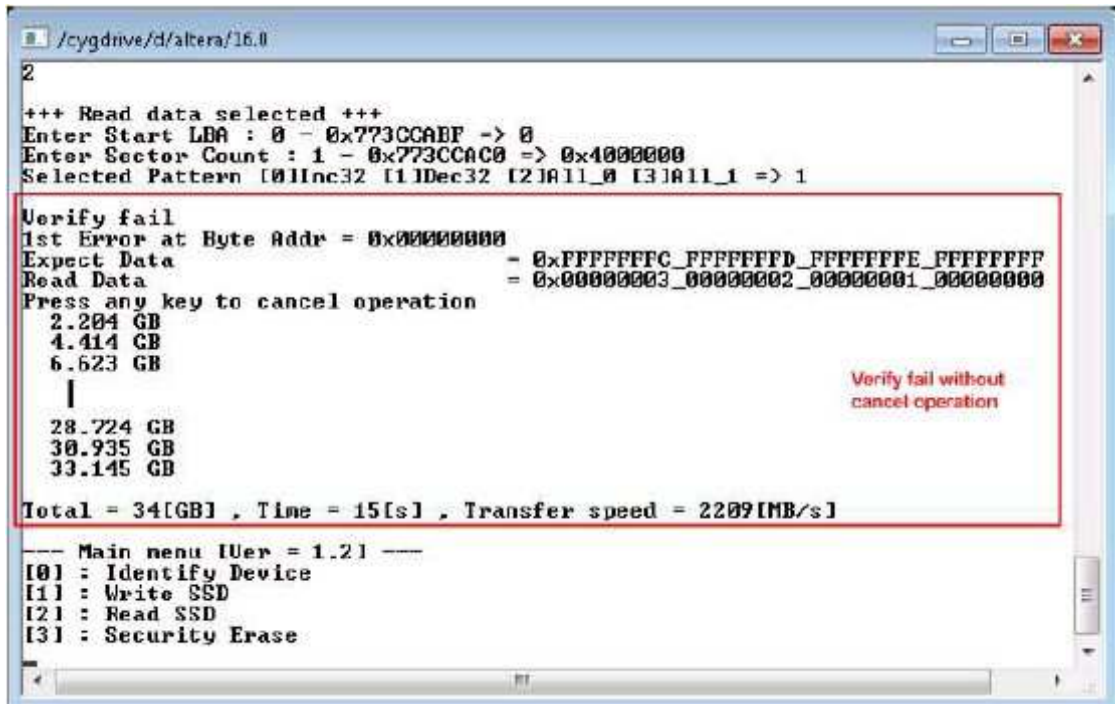 /cygdrive/d/altera/16.0
2
+++ Read data selected +++
Enter Start LBA : 0 - 0x773CCABF -> 0
Enter Sector Count : 1 - 0x773CCAC0 => 0x4000000
Selected Pattern [0]Inc32 [1]Dec32 [2]All_0 [3]All_1 => 1
Verify fail
1st Error at Byte Addr = 0x00000000
Expect Data = 0xFFFFFFFC_FFFFFFFD_FFFFFFFE_FFFFFFFF
Read Data = 0x00000003_00000002_00000001_00000000
Press any key to cancel operation
2.204 GB
4.414 GB
6.623 GB
Verify fail without
cancel operation
28.724 GB
30.935 GB
33.145 GB
Total = 34[GB] , Time = 15[s] , Transfer speed = 2209[MB/s]
--- Main menu [Ver = 1.2] ---
[0] : Identify Device
[1] : Write SSD
[2] : Read SSD
[3] : Security Erase